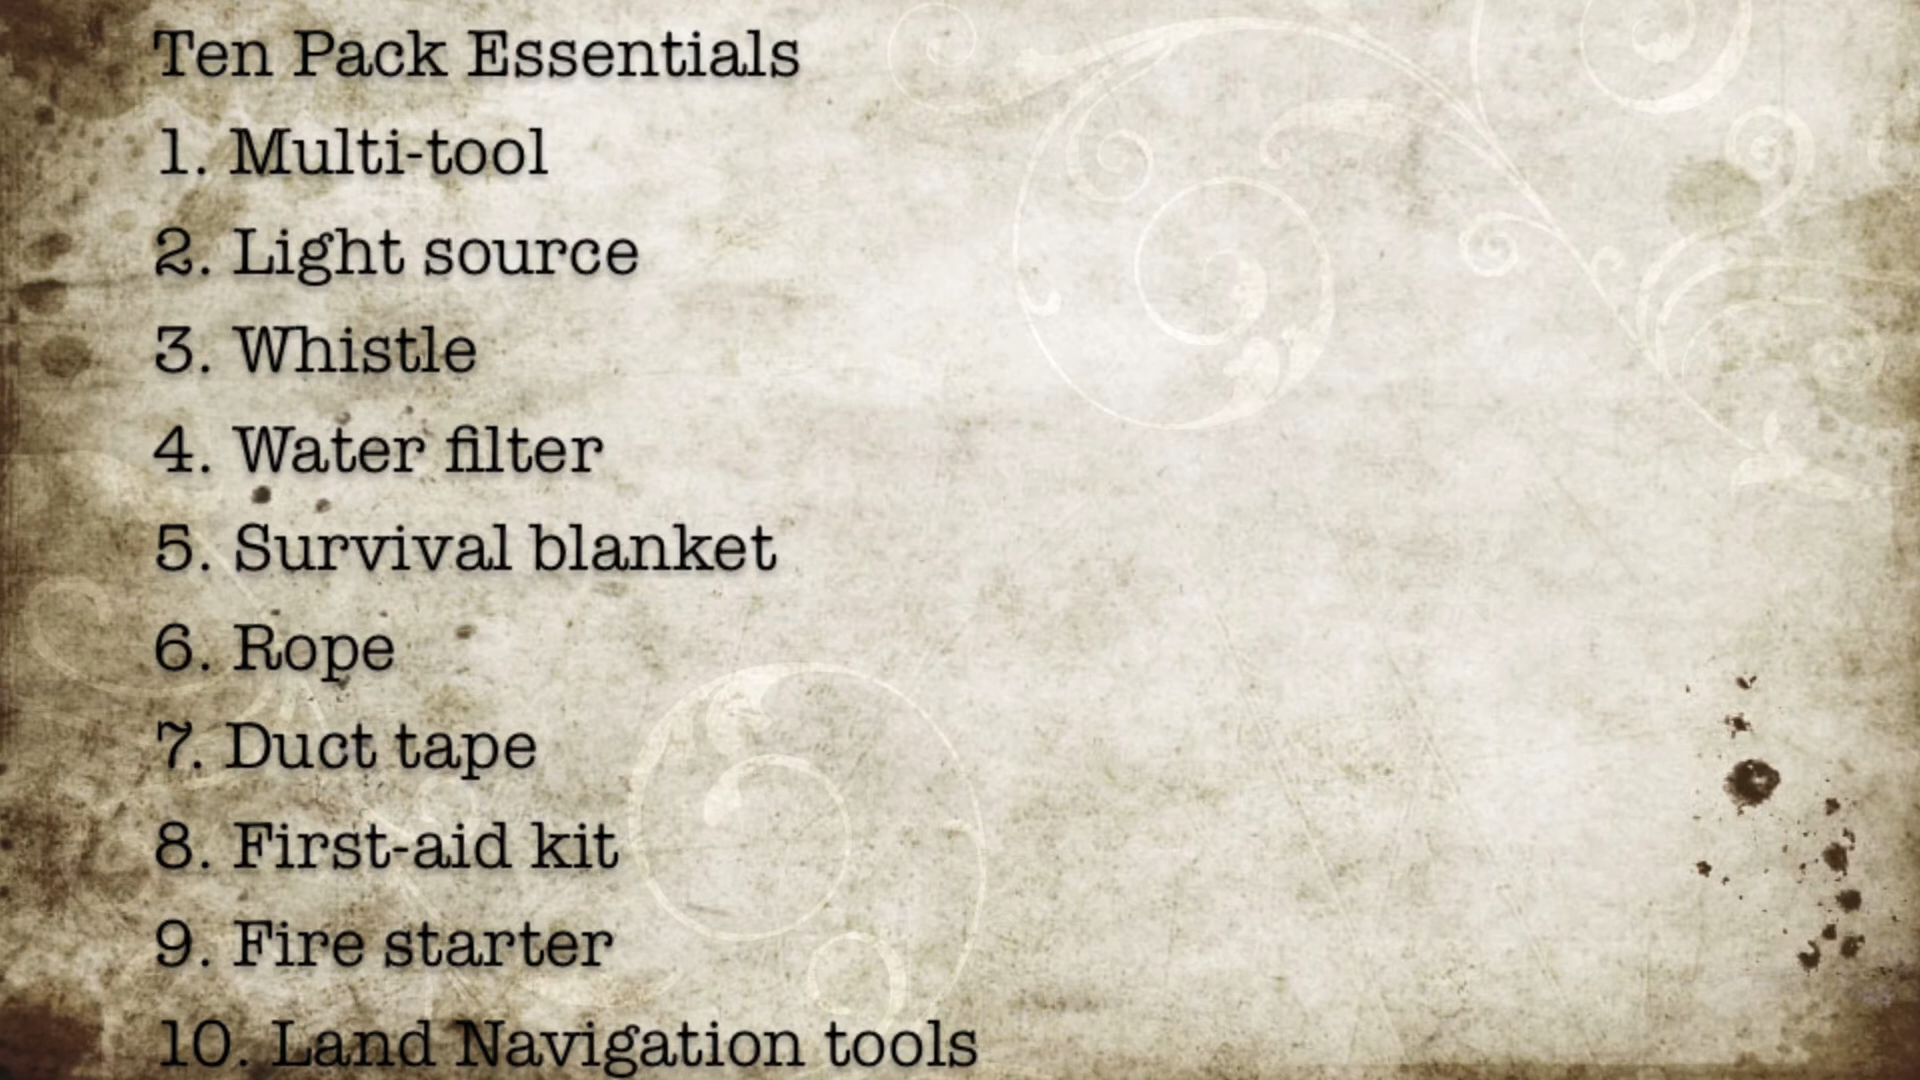 Ten Pack Essentials
1. Multi-tool
2. Light source
3. Whistle
4. Water filter
5. Survival blanket
6. Rope
7. Duct tape
8. First-aid kit
9. Fire starter
10. Land Navigation tools